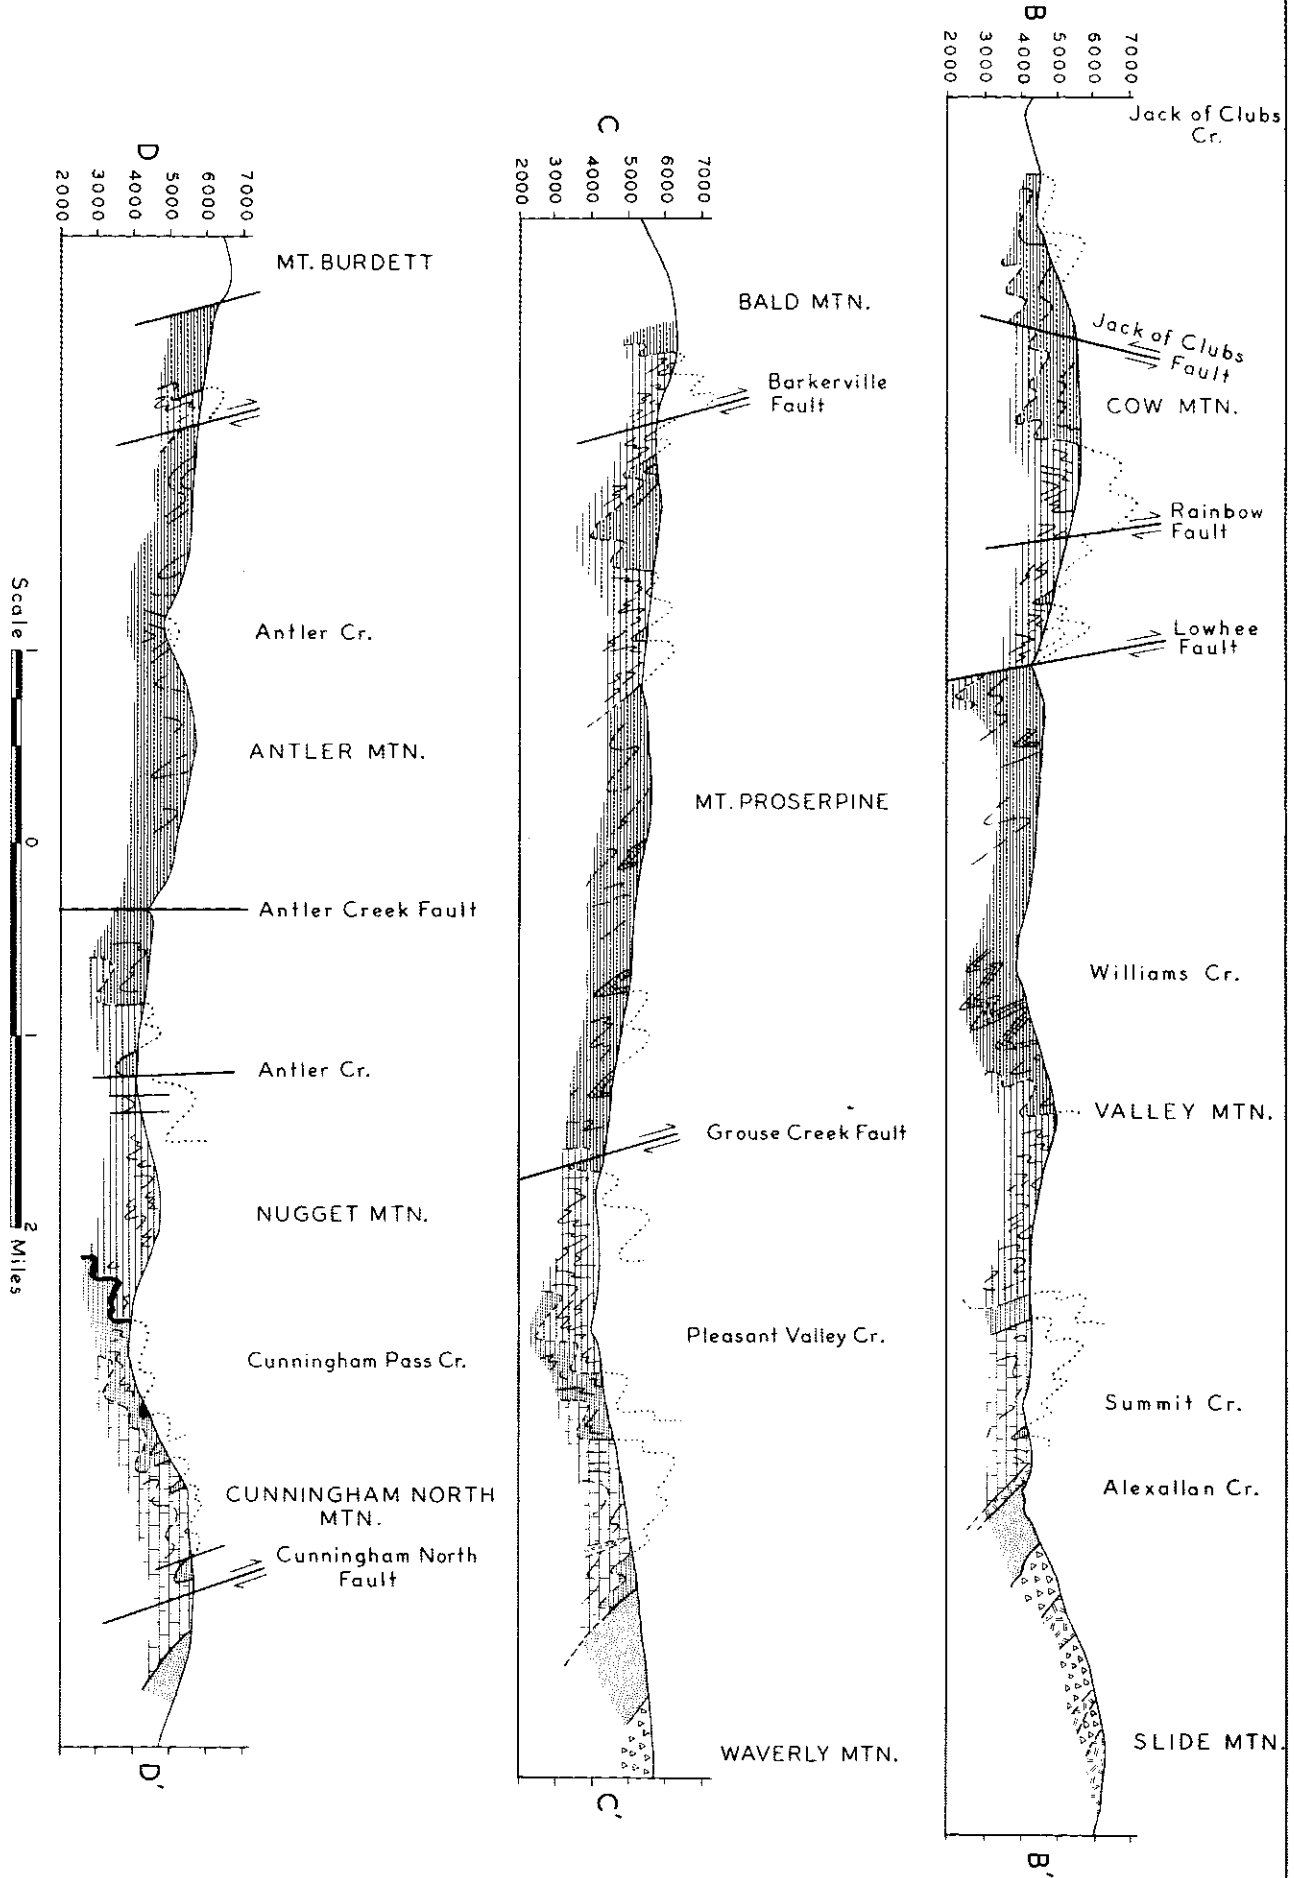 B
7000
6000
5000
4000
3000
2000
Jack of Clubs
Cr.
Jack of Clubs
Fault
COW MTN.
Rainbow
Fault
Lowhee
Fault
Williams Cr.
VALLEY MTN.
Summit Cr.
Alexallan Cr.
SLIDE MTN.
B'
C
7000
6000
5000
4000
3000
2000
BALD MTN.
Barkerville
Fault
MT. PROSERPINE
Grouse Creek Fault
Pleasant Valley Cr.
WAVERLY MTN.
C'
D
7000
6000
5000
4000
3000
2000
MT. BURDETT
Antler Cr.
ANTLER MTN.
Antler Creek Fault
Antler Cr.
NUGGET MTN.
Cunningham Pass Cr.
CUNNINGHAM NORTH
MTN.
Cunningham North
Fault
D'
Scale 1 0 1 2 Miles